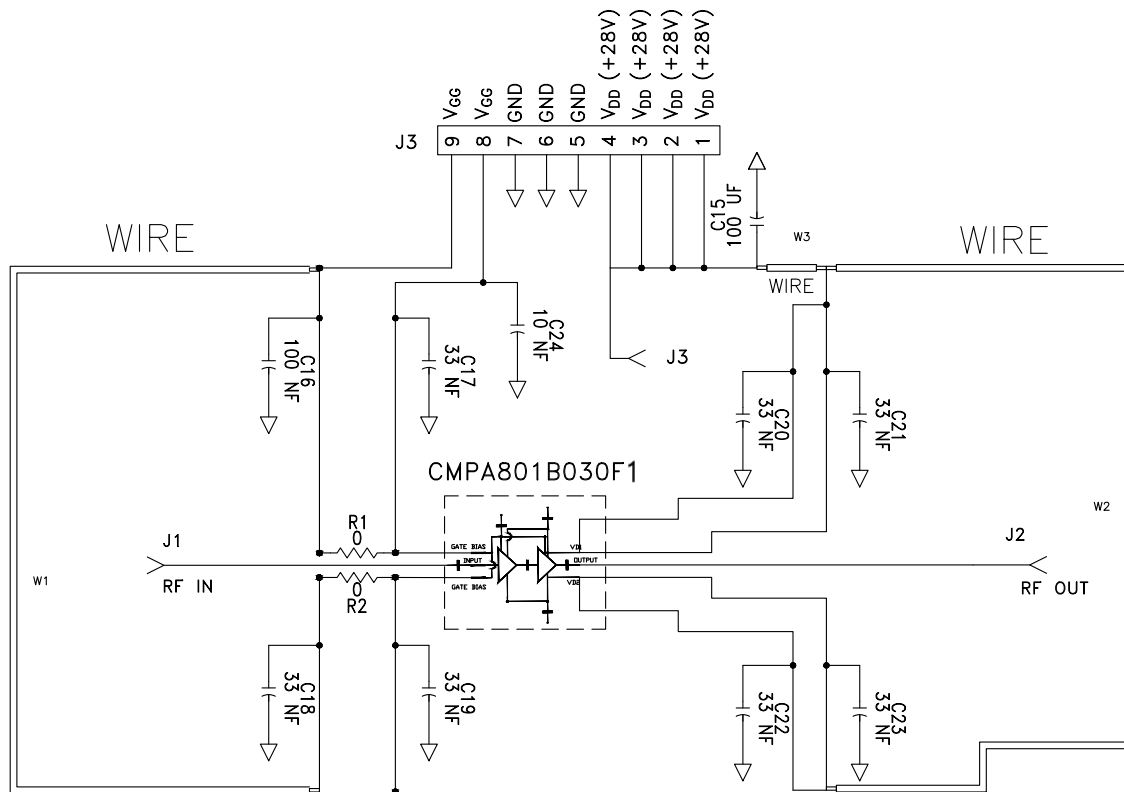 VGG
VGG
GND
GND
GND
VDD (+28V)
VDD (+28V)
VDD (+28V)
VDD (+28V)
J3
9
8
7
6
5
4
3
2
1
C15
100 UF
W3
WIRE
WIRE
WIRE
C16
100 NF
C17
33 NF
C24
10 NF
J3
C20
33 NF
C21
33 NF
CMPA801B030F1
W2
R1
0
J1
RF IN
GATE BIAS
INPUT
GATE BIAS
VD1
OUTPUT
VD2
J2
RF OUT
W1
0
R2
C18
33 NF
C19
33 NF
C22
33 NF
C23
33 NF